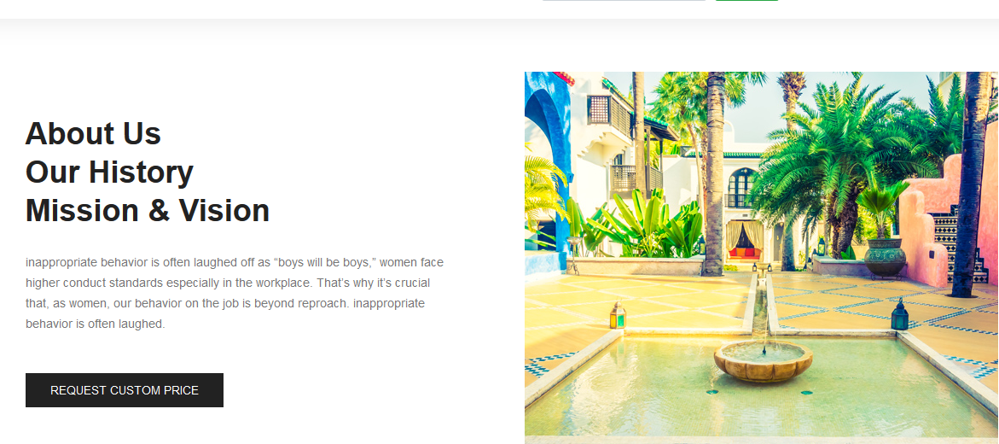 About Us
Our History
Mission & Vision
inappropriate behavior is often laughed off as “boys will be boys,” women face
higher conduct standards especially in the workplace. That’s why it’s crucial
that, as women, our behavior on the job is beyond reproach. inappropriate
behavior is often laughed.
REQUEST CUSTOM PRICE